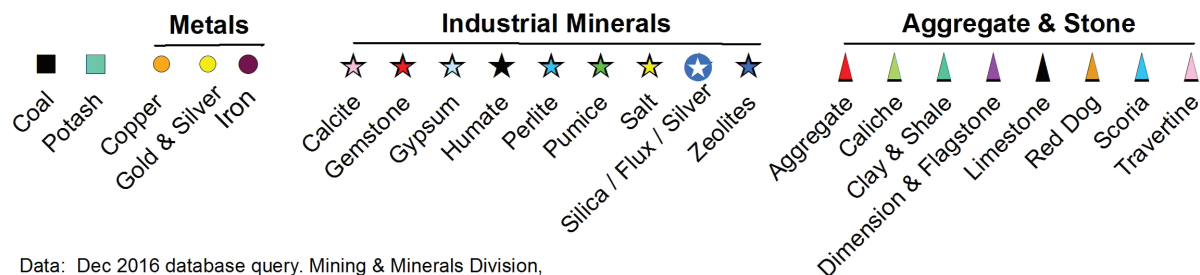 Metals
Industrial Minerals
Aggregate & Stone
Coal
Potash
Copper
Gold & Silver
Iron
Calcite
Gemstone
Gypsum
Humate
Perlite
Pumice
Salt
Silica / Flux / Silver
Zeolites
Aggregate
Caliche
Clay & Shale
Dimension & Flagstone
Limestone
Red Dog
Scoria
Travertine
Data: Dec 2016 database query. Mining & Minerals Division,